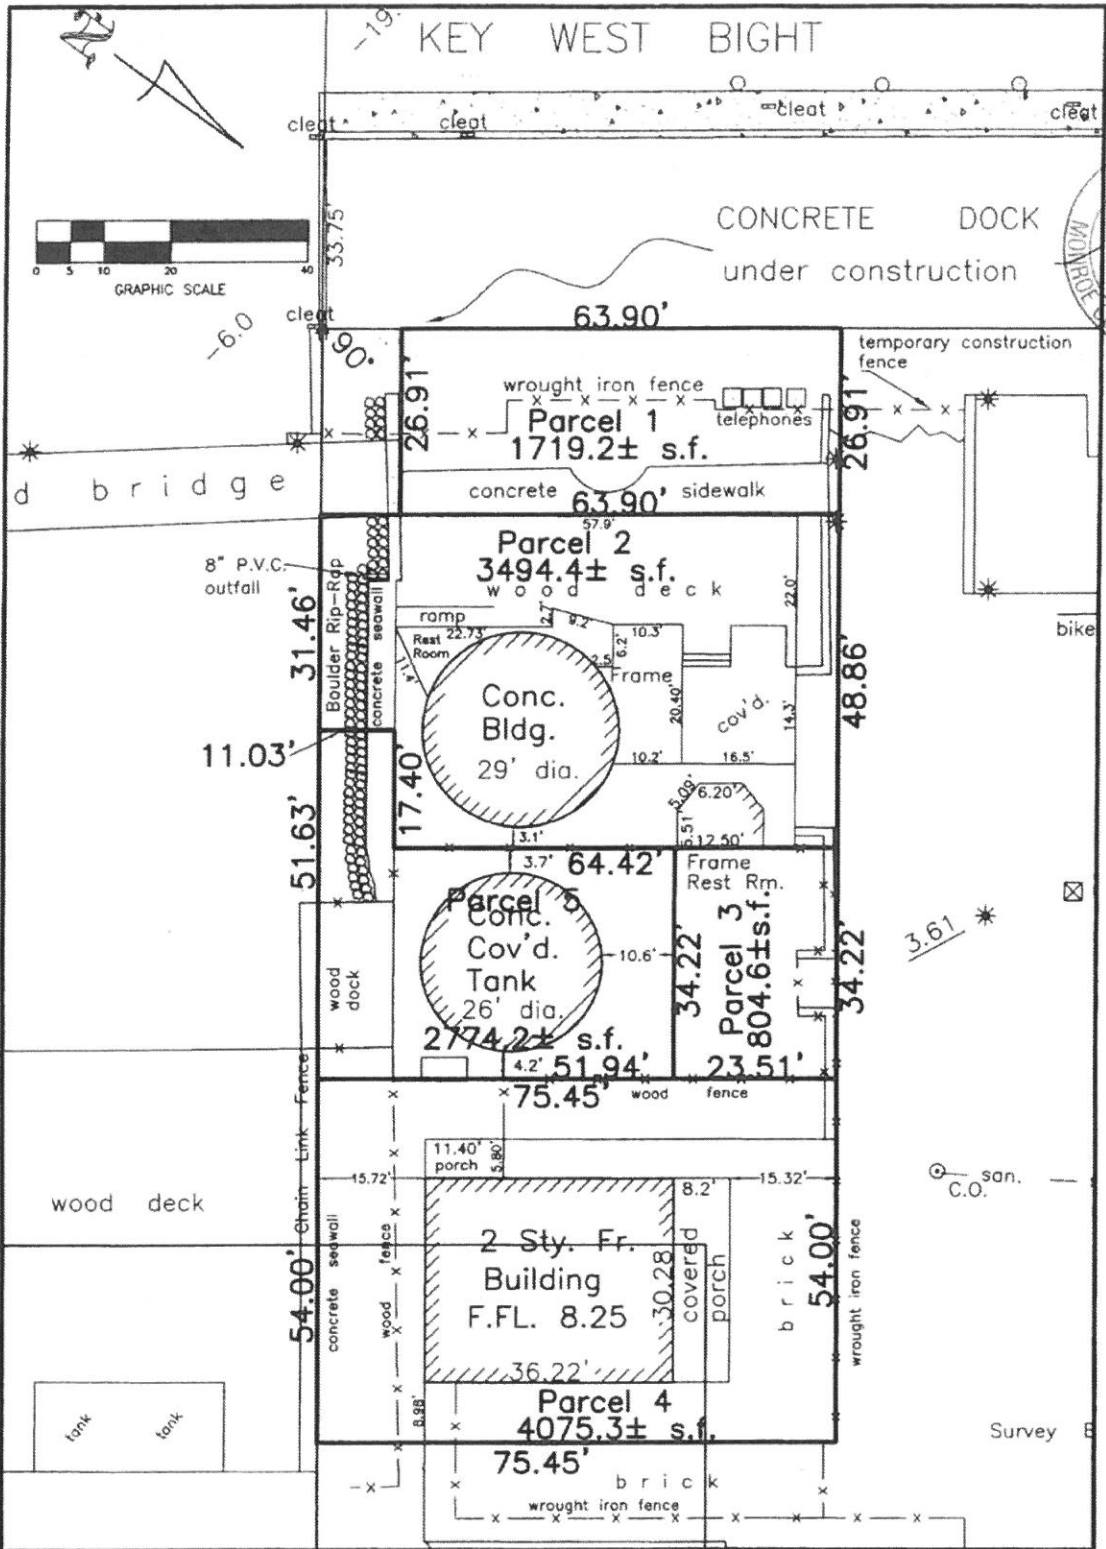 N
-19.
KEY WEST BIGHT
cleat
cleat
cleat
cleat
33.75'
0 5 10 20 40
GRAPHIC SCALE
CONCRETE DOCK
under construction
MONROE
-6.0
cleat
90°
63.90'
temporary construction
fence
26.91'
wrought iron fence
telephones
Parcel 1
1719.2± s.f.
26.91'
d bridge
concrete sidewalk
63.90'
57.9'
Parcel 2
3494.4± s.f.
wood deck
8" P.V.C.
outfall
Boulder Rip-Rap
concrete seawall
31.46'
ramp
22.73'
Rest
Room
11.4'
9.2'
6.2'
10.3'
2.5'
22.0'
bike
Frame
20.40'
cov'd.
14.3'
48.86'
Conc.
Bldg.
29' dia.
10.2'
16.5'
11.03'
17.40'
5.09'
6.20'
12.50'
3.1'
51.63'
3.7'
64.42'
Frame
Rest Rm.
Parcel 5
Conc.
Cov'd.
Tank
26' dia.
2774.2± s.f.
10.6'
34.22'
Parcel 3
804.6±s.f.
34.22'
3.61
wood
dock
4.2'
51.94'
23.51'
75.45'
wood fence
Chain Link Fence
11.40'
porch
5.80'
15.72'
8.2'
15.32'
san.
C.O.
wood deck
54.00'
concrete seawall
wood fence
2 Sty. Fr.
Building
F.FL. 8.25
30.28
covered
porch
brick
54.00'
wrought iron fence
36.22'
Parcel 4
4075.3± s.f.
tank
tank
75.45'
Survey B
brick
wrought iron fence